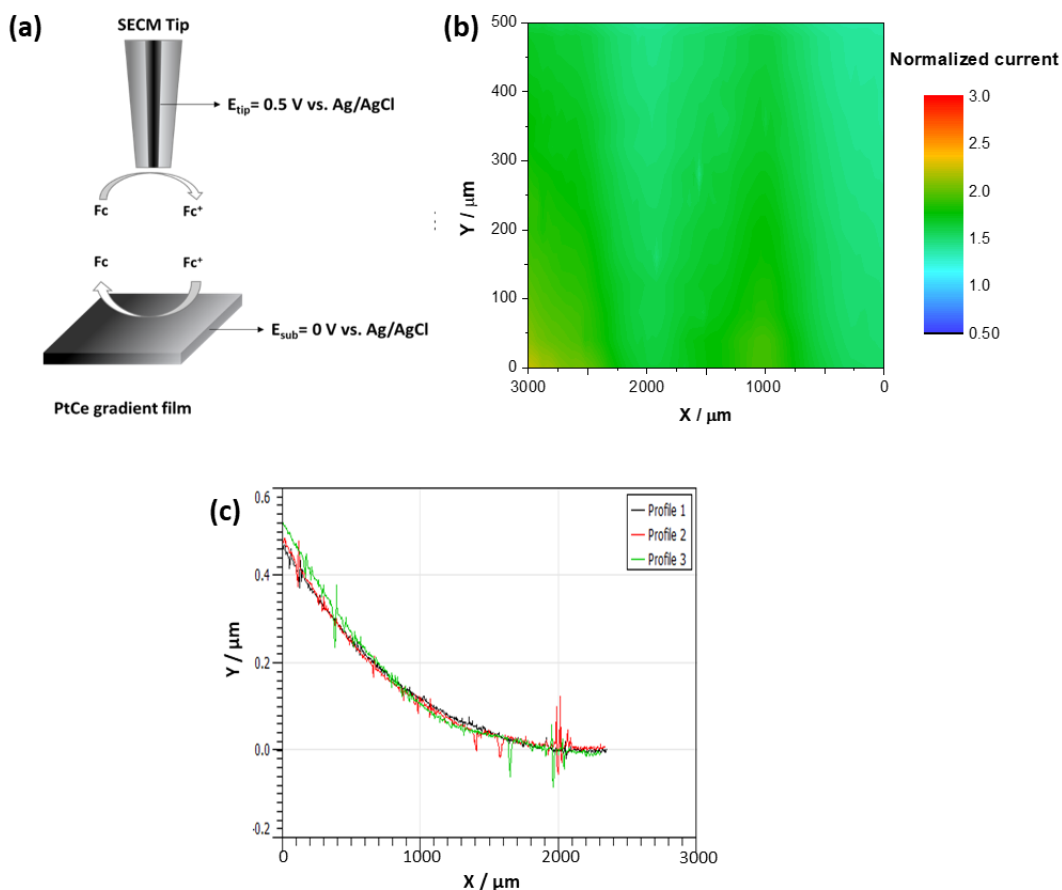 (a)
SECM Tip
E_tip= 0.5 V vs. Ag/AgCl
Fc Fc⁺
Fc Fc⁺
E_sub= 0 V vs. Ag/AgCl
PtCe gradient film
(b)
500
400
300
200
100
0
Y / µm
3000 2000 1000 0
X / µm
Normalized current
3.0
2.5
2.0
1.5
1.0
0.50
(c)
0.6
0.4
0.2
0.0
-0.2
Y / µm
0 1000 2000 3000
X / µm
Profile 1
Profile 2
Profile 3